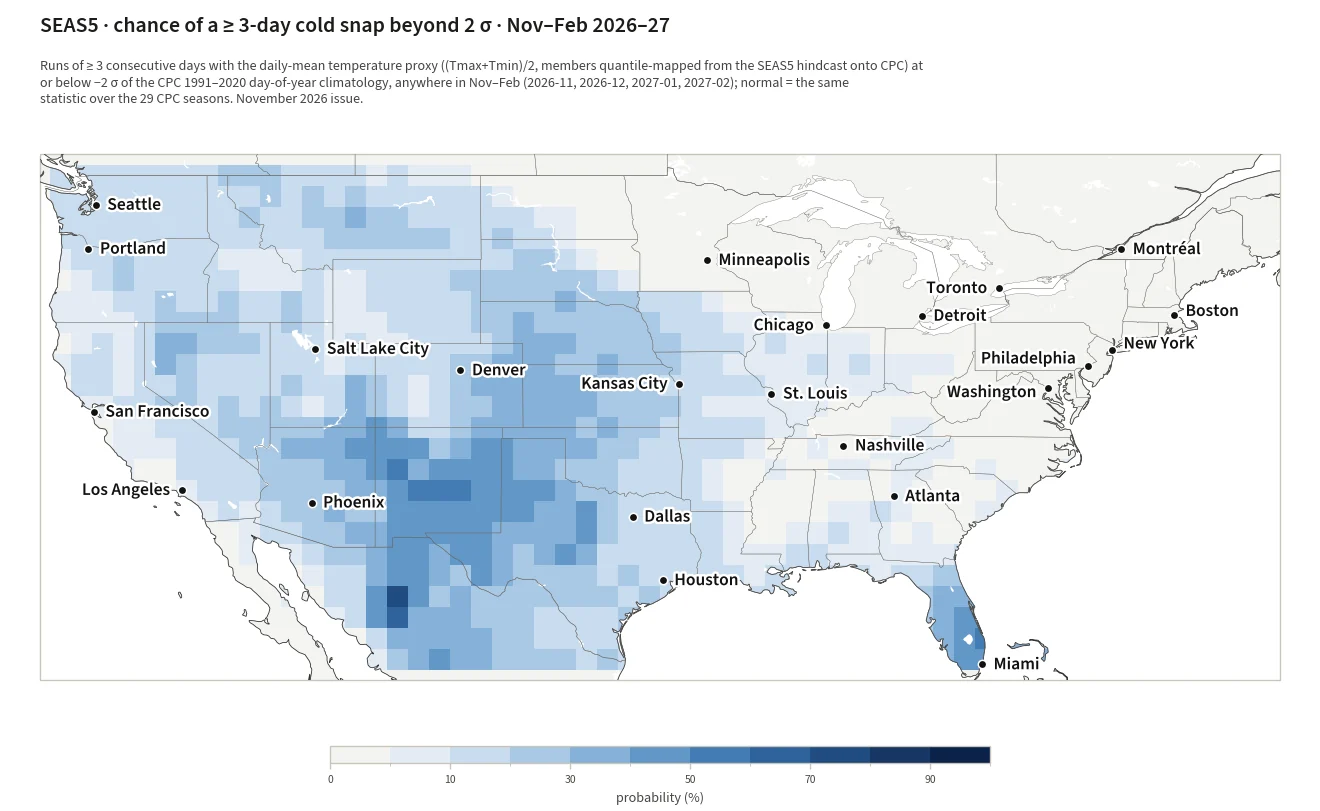 SEAS5 · chance of a ≥ 3-day cold snap beyond 2 σ · Nov–Feb 2026–27
Runs of ≥ 3 consecutive days with the daily-mean temperature proxy ((Tmax+Tmin)/2, members quantile-mapped from the SEAS5 hindcast onto CPC) at
or below −2 σ of the CPC 1991–2020 day-of-year climatology, anywhere in Nov–Feb (2026-11, 2026-12, 2027-01, 2027-02); normal = the same
statistic over the 29 CPC seasons. November 2026 issue.
Seattle
Portland
Montréal
Minneapolis
Toronto
Boston
Detroit
Chicago
New York
Salt Lake City
Philadelphia
Denver
Kansas City
St. Louis
Washington
San Francisco
Nashville
Los Angeles
Phoenix
Atlanta
Dallas
Houston
Miami
0 10 30 50 70 90
probability (%)